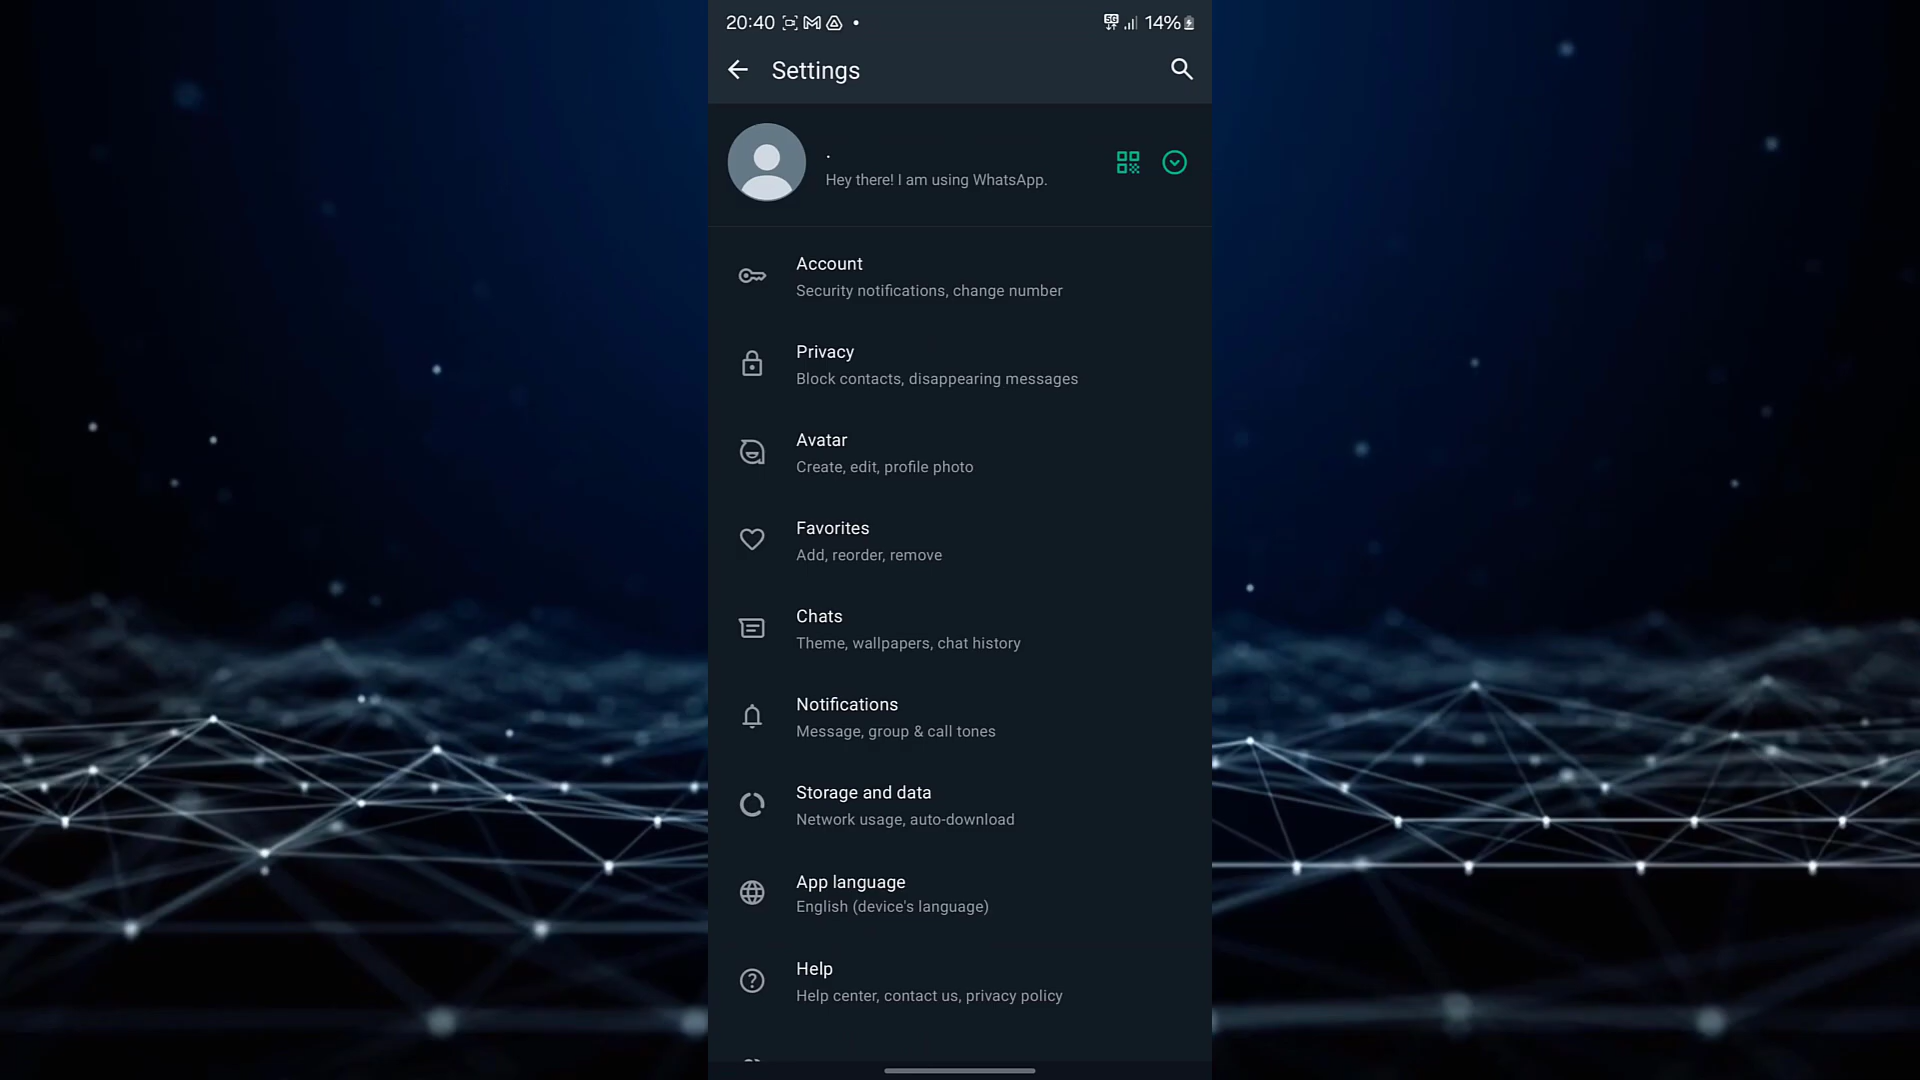 20:40
5G
14%
Settings
.
Hey there! I am using WhatsApp.
Account
Security notifications, change number
Privacy
Block contacts, disappearing messages
Avatar
Create, edit, profile photo
Favorites
Add, reorder, remove
Chats
Theme, wallpapers, chat history
Notifications
Message, group & call tones
Storage and data
Network usage, auto-download
App language
English (device's language)
Help
Help center, contact us, privacy policy